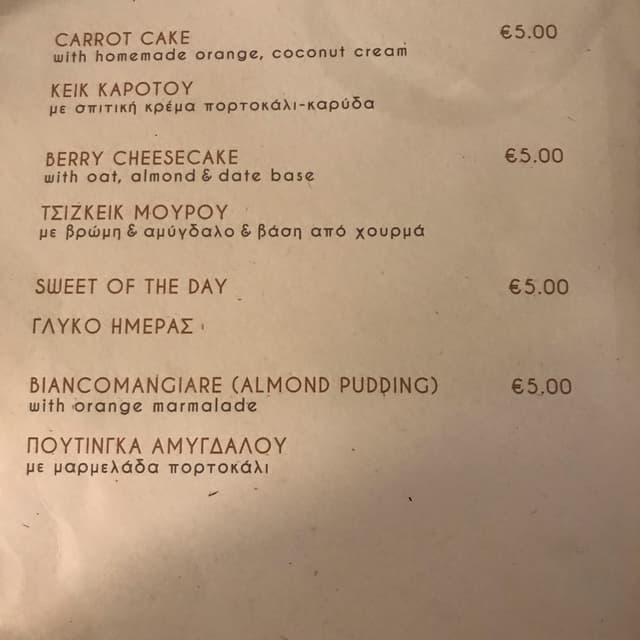 CARROT CAKE €5.00
with homemade orange, coconut cream
ΚΕΙΚ ΚΑΡΟΤΟΥ
με σπιτική κρέμα πορτοκάλι-καρύδα
BERRY CHEESECAKE €5.00
with oat, almond & date base
ΤΣΙΖΚΕΙΚ ΜΟΥΡΟΥ
με βρώμη & αμύγδαλο & βάση από χουρμά
SWEET OF THE DAY €5.00
ΓΛΥΚΟ ΗΜΕΡΑΣ
BIANCOMANGIARE (ALMOND PUDDING) €5.00
with orange marmalade
ΠΟΥΤΙΝΓΚΑ ΑΜΥΓΔΑΛΟΥ
με μαρμελάδα πορτοκάλι